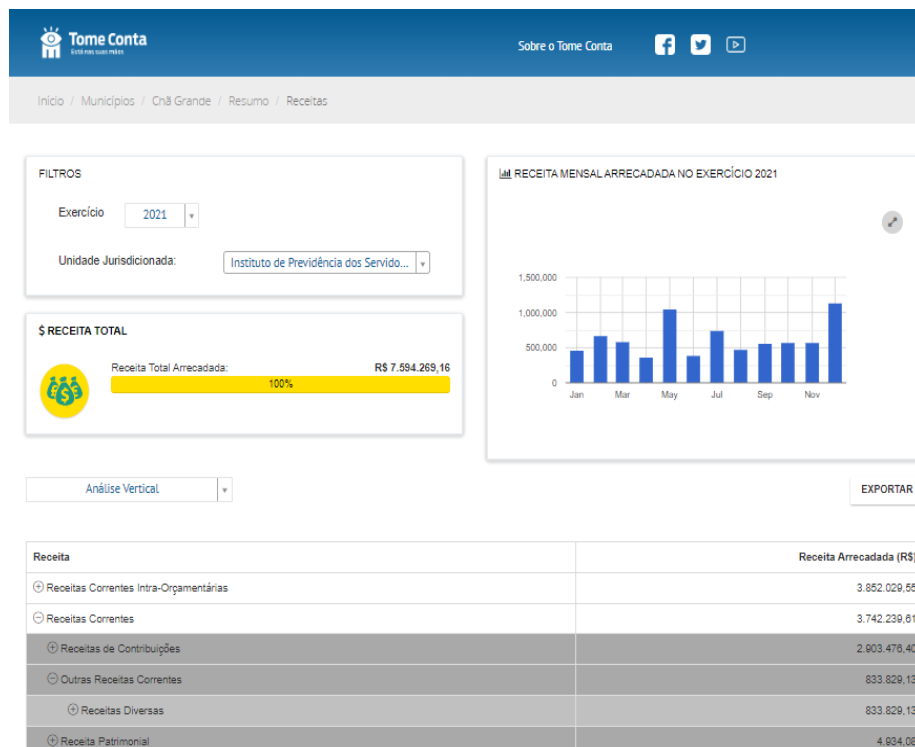 Tome Conta
Está nas suas mãos
Sobre o Tome Conta
Início / Municípios / Chã Grande / Resumo / Receitas
FILTROS
Exercício 2021
Unidade Jurisdicionada: Instituto de Previdência dos Servido...
$ RECEITA TOTAL
Receita Total Arrecadada: R$ 7.594.269,16
100%
RECEITA MENSAL ARRECADADA NO EXERCÍCIO 2021
1,500,000
1,000,000
500,000
0
Jan Mar May Jul Sep Nov
Análise Vertical
EXPORTAR
Receita Receita Arrecadada (R$)
Receitas Correntes Intra-Orçamentárias 3.852.029,55
Receitas Correntes 3.742.239,61
Receitas de Contribuições 2.903.476,40
Outras Receitas Correntes 833.829,13
Receitas Diversas 833.829,13
Receita Patrimonial 4.934,08